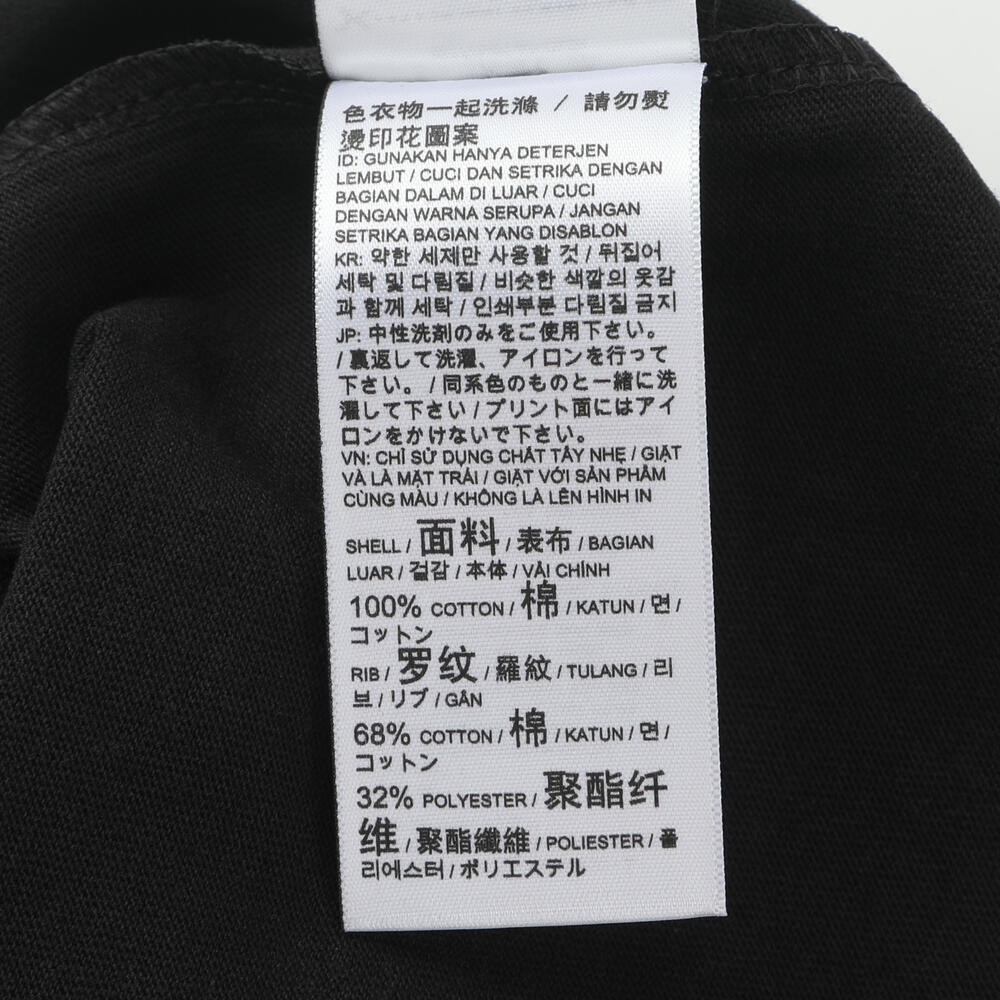 色衣物一起洗滌 / 請勿熨
燙印花圖案
ID: GUNAKAN HANYA DETERJEN
LEMBUT / CUCI DAN SETRIKA DENGAN
BAGIAN DALAM DI LUAR / CUCI
DENGAN WARNA SERUPA / JANGAN
SETRIKA BAGIAN YANG DISABLON
KR: 약한 세제만 사용할 것 / 뒤집어
세탁 및 다림질 / 비슷한 색깔의 옷감
과 함께 세탁 / 인쇄부분 다림질 금지
JP: 中性洗剤のみをご使用下さい。
/ 裏返して洗濯、アイロンを行って
下さい。 / 同系色のものと一緒に洗
濯して下さい / プリント面にはアイ
ロンをかけないで下さい。
VN: CHỈ SỬ DỤNG CHẤT TẨY NHẸ / GIẶT
VÀ LÀ MẶT TRÁI / GIẶT VỚI SẢN PHẨM
CÙNG MÀU / KHÔNG LÀ LÊN HÌNH IN
SHELL / 面料 / 表布 / BAGIAN
LUAR / 겉감 / 本体 / VẢI CHÍNH
100% COTTON / 棉 / KATUN / 면 /
コットン
RIB / 罗纹 / 羅紋 / TULANG / 리
브 / リブ / GÂN
68% COTTON / 棉 / KATUN / 면 /
コットン
32% POLYESTER / 聚酯纤
维 / 聚酯纖維 / POLIESTER / 폴
리에스터 / ポリエステル